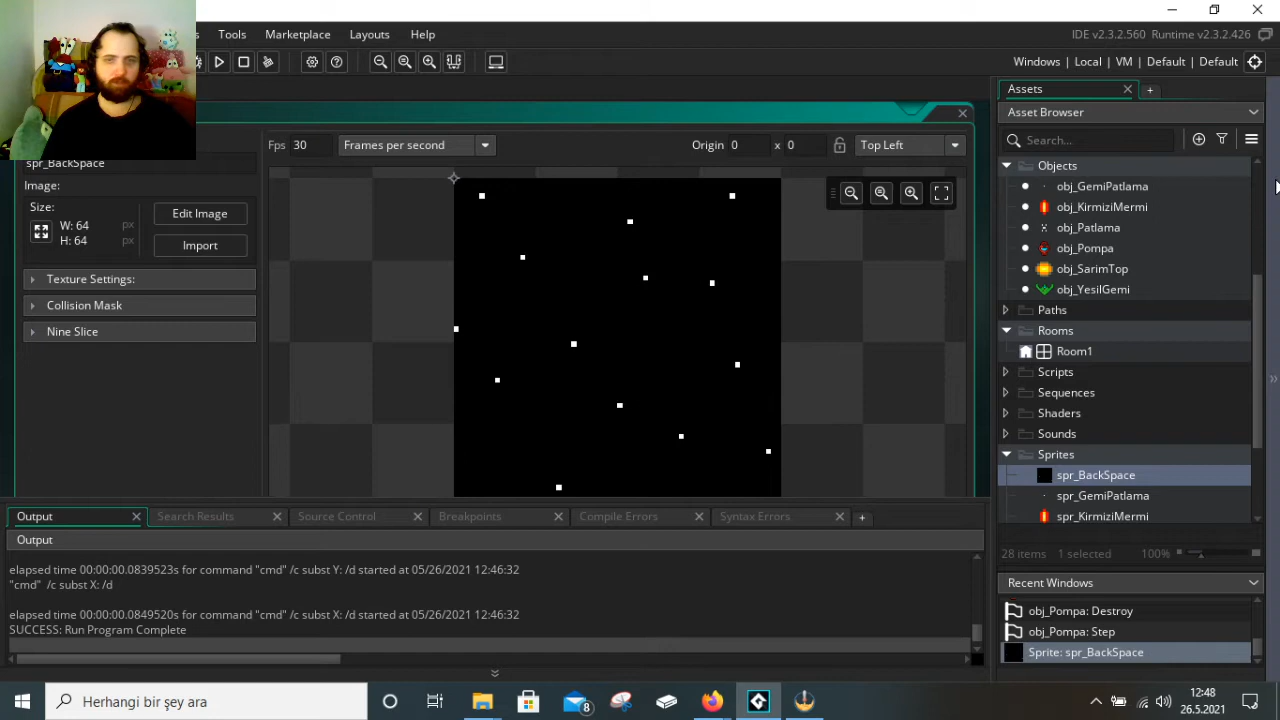 Tools Marketplace Layouts Help
IDE v2.3.2.560 Runtime v2.3.2.426
Windows | Local | VM | Default | Default
Assets
Asset Browser
Search...
Objects
obj_GemiPatlama
obj_KirmiziMermi
obj_Patlama
obj_Pompa
obj_SarimTop
obj_YesilGemi
Paths
Rooms
Room1
Scripts
Sequences
Shaders
Sounds
Sprites
spr_BackSpace
spr_GemiPatlama
spr_KirmiziMermi
28 items 1 selected 100%
Recent Windows
obj_Pompa: Destroy
obj_Pompa: Step
Sprite: spr_BackSpace
spr_BackSpace
Image:
Size:
W: 64 px
H: 64 px
Edit Image
Import
Texture Settings:
Collision Mask
Nine Slice
Fps 30 Frames per second
Origin 0 x 0 Top Left
Output Search Results Source Control Breakpoints Compile Errors Syntax Errors
Output
elapsed time 00:00:00.0839523s for command "cmd" /c subst Y: /d started at 05/26/2021 12:46:32
"cmd" /c subst X: /d
elapsed time 00:00:00.0849520s for command "cmd" /c subst X: /d started at 05/26/2021 12:46:32
SUCCESS: Run Program Complete
Herhangi bir şey ara
8
12:48
26.5.2021